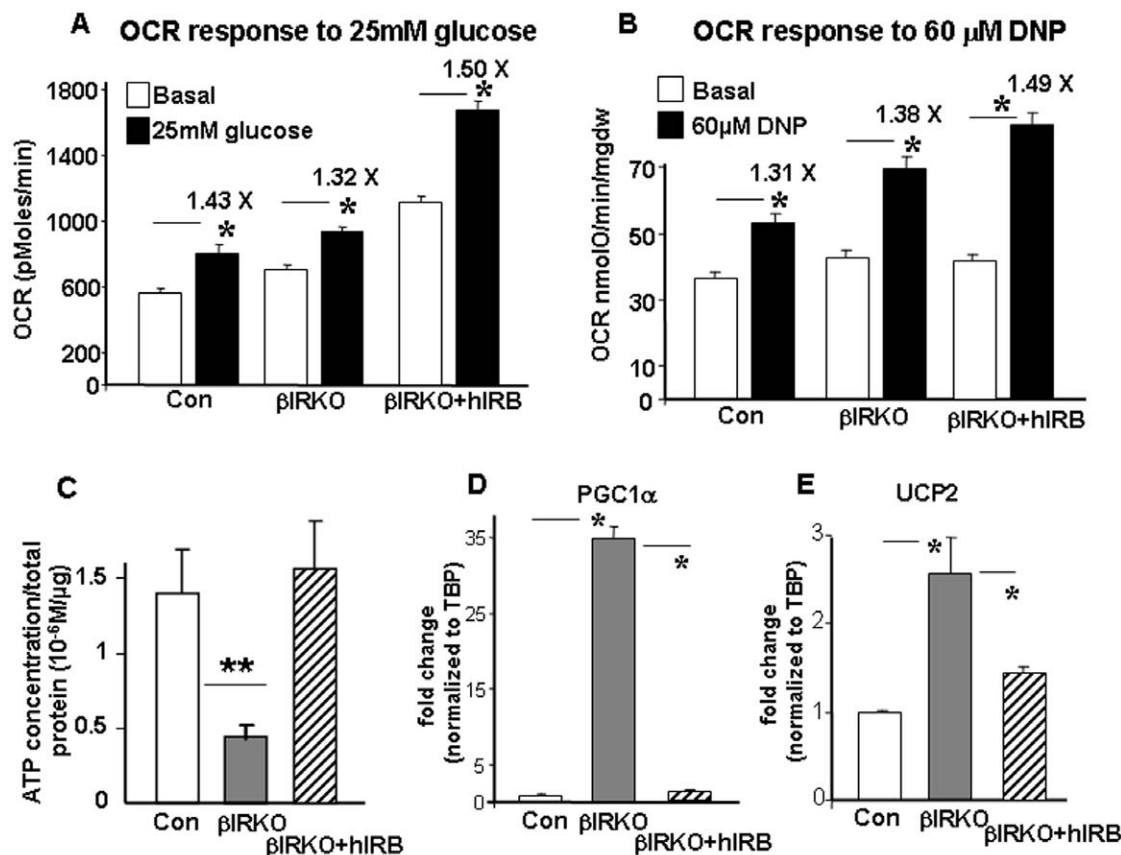 A OCR response to 25mM glucose
1.50 X
*
1800
Basal
25mM glucose
1400
1.43 X
*
1.32 X
*
1000
600
200
0
OCR (pMoles/min)
Con
βIRKO
βIRKO+hIRB
B OCR response to 60 µM DNP
Basal
60µM DNP
1.49 X
*
1.38 X
*
1.31 X
*
70
50
30
10
0
OCR nmolO/min/mgdw
Con
βIRKO
βIRKO+hIRB
C
ATP concentration/total
protein (10⁻⁶M/µg)
1.5
1
0.5
0
**
Con
βIRKO
βIRKO+hIRB
D
PGC1α
fold change
(normalized to TBP)
35
25
15
5
0
*
*
Con
βIRKO
βIRKO+hIRB
E
UCP2
fold change
(normalized to TBP)
3
2
1
0
*
*
Con
βIRKO
βIRKO+hIRB